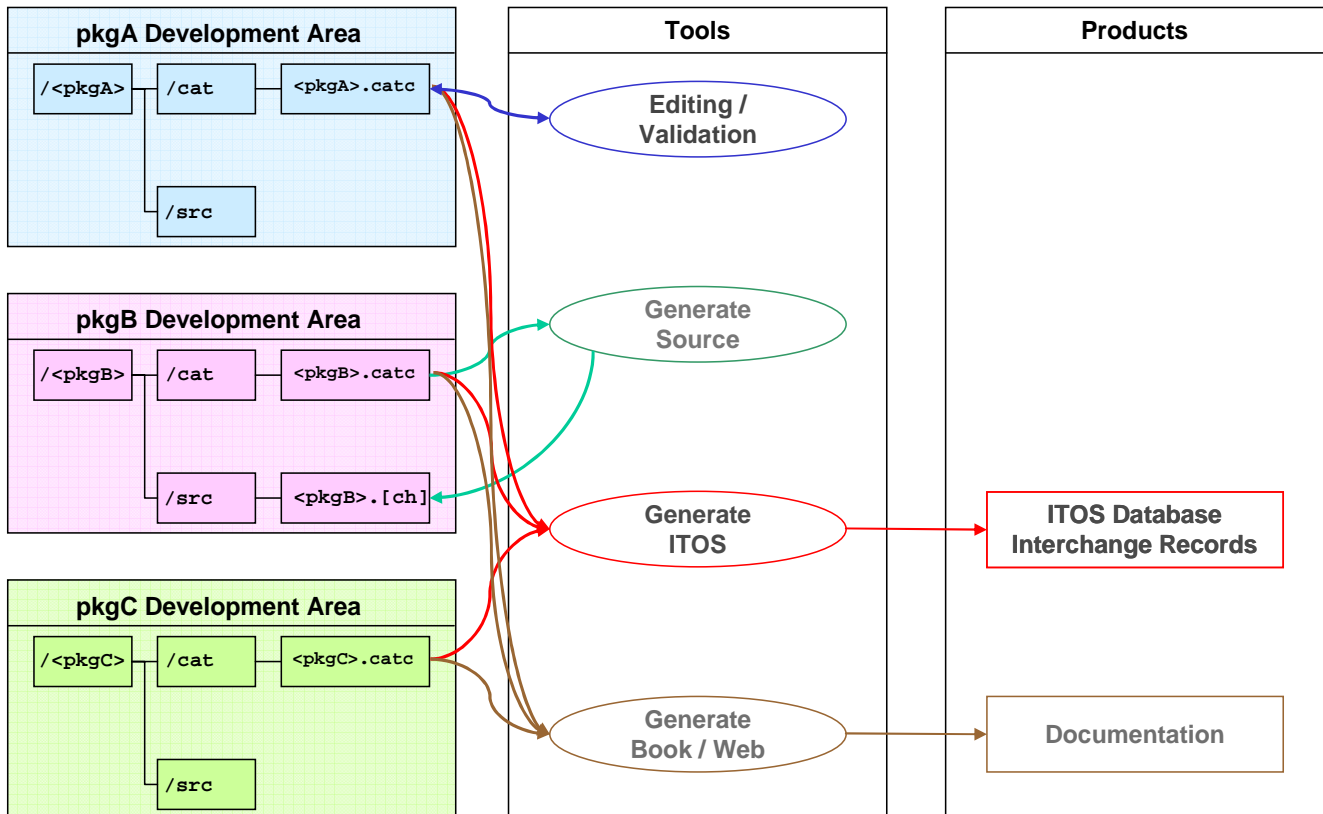 pkgA Development Area
/<pkgA>
/cat
<pkgA>.catc
/src
pkgB Development Area
/<pkgB>
/cat
<pkgB>.catc
/src
<pkgB>.[ch]
pkgC Development Area
/<pkgC>
/cat
<pkgC>.catc
/src
Tools
Editing /
Validation
Generate
Source
Generate
ITOS
Generate
Book / Web
Products
ITOS Database
Interchange Records
Documentation